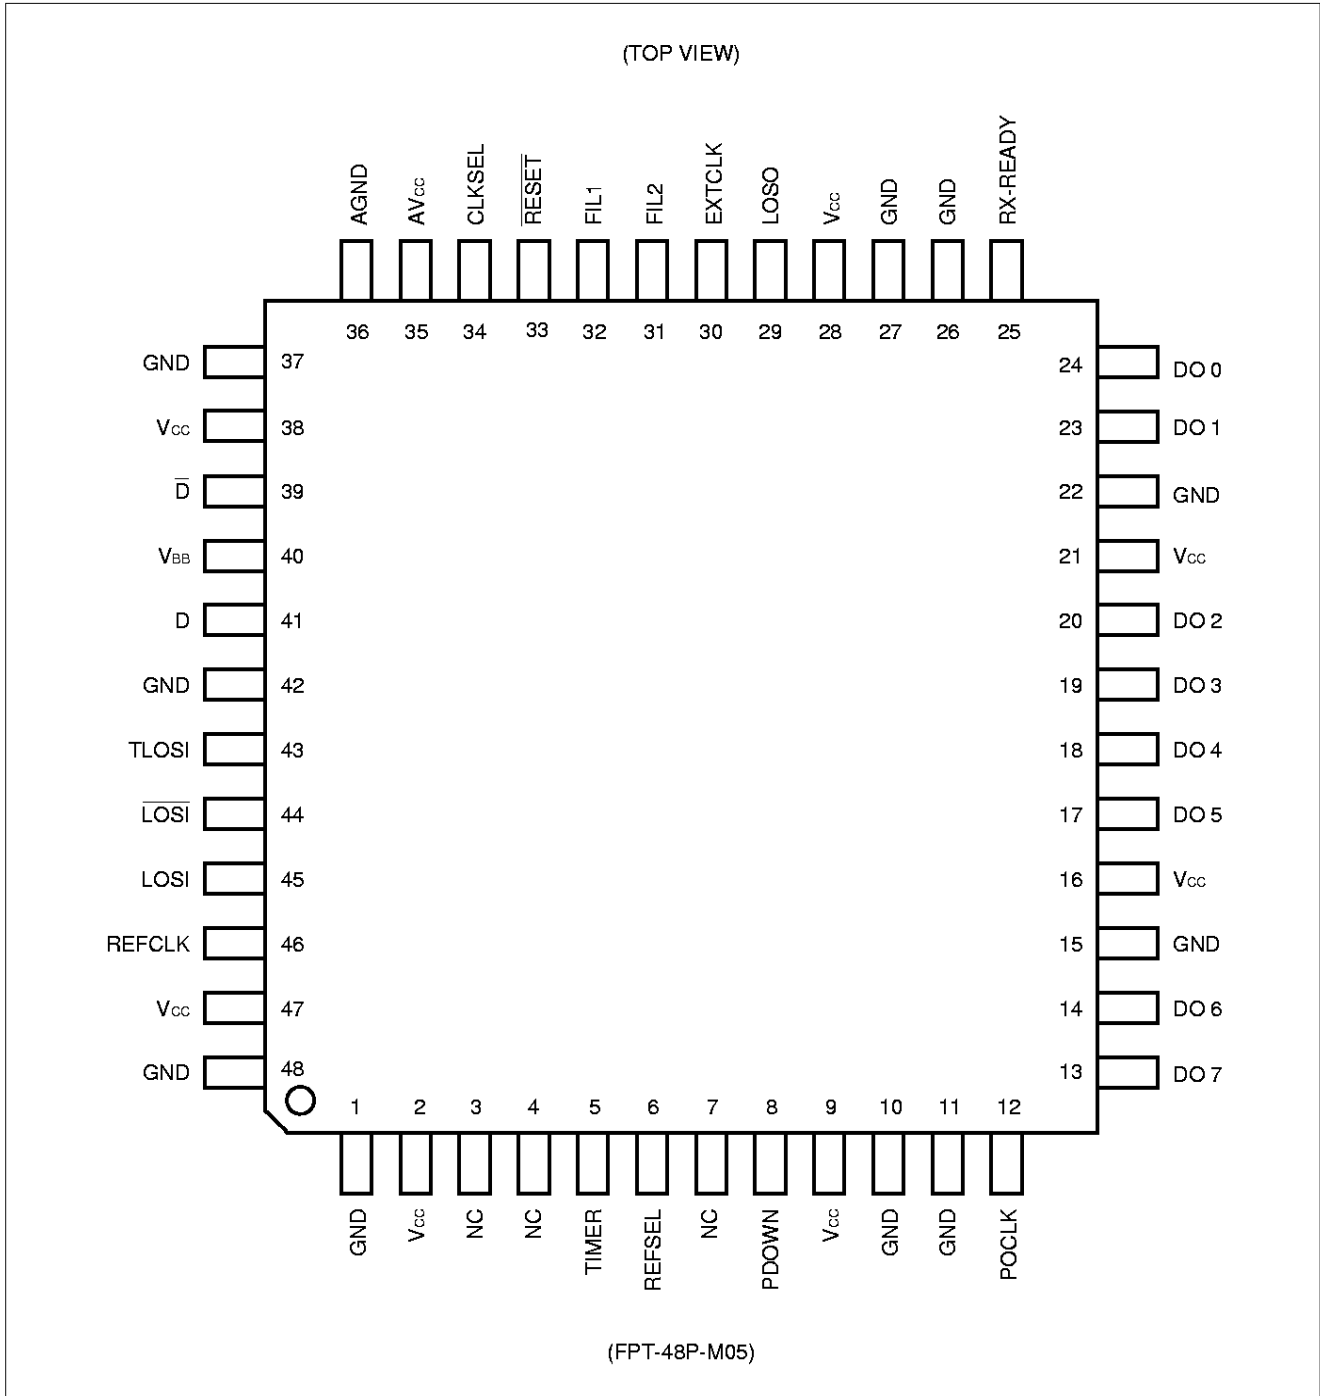 (TOP VIEW)
AGND
AVCC
CLKSEL
R̅E̅S̅E̅T̅
FIL1
FIL2
EXTCLK
LOSO
VCC
GND
GND
RX-READY
36 35 34 33 32 31 30 29 28 27 26 25
GND 37 24 DO 0
VCC 38 23 DO 1
D̅ 39 22 GND
VBB 40 21 VCC
D 41 20 DO 2
GND 42 19 DO 3
TLOSI 43 18 DO 4
L̅O̅S̅I̅ 44 17 DO 5
LOSI 45 16 VCC
REFCLK 46 15 GND
VCC 47 14 DO 6
GND 48 13 DO 7
1 2 3 4 5 6 7 8 9 10 11 12
GND
VCC
NC
NC
TIMER
REFSEL
NC
PDOWN
VCC
GND
GND
POCLK
(FPT-48P-M05)